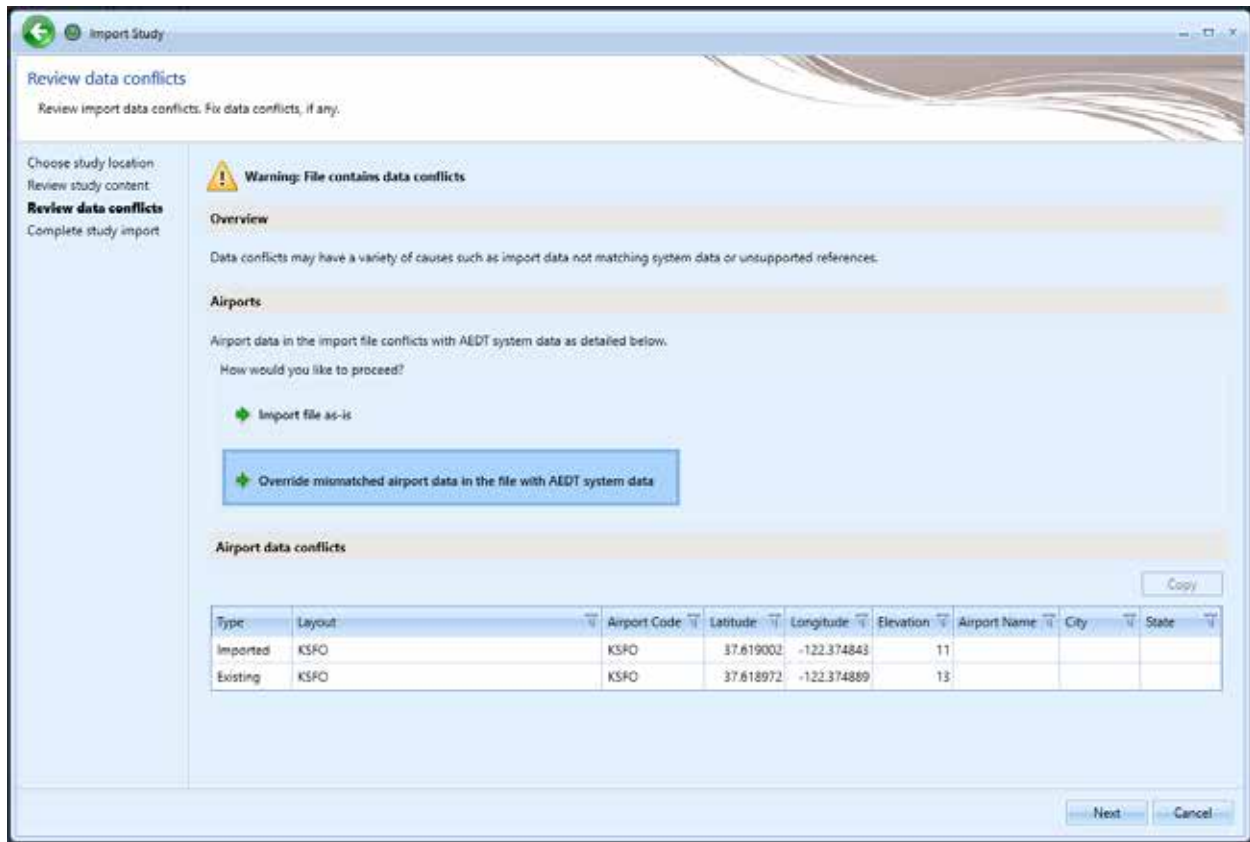 Import Study
Review data conflicts
Review import data conflicts. Fix data conflicts, if any.
Choose study location
Review study content
Review data conflicts
Complete study import
Warning: File contains data conflicts
Overview
Data conflicts may have a variety of causes such as import data not matching system data or unsupported references.
Airports
Airport data in the import file conflicts with AEDT system data as detailed below.
How would you like to proceed?
Import file as-is
Override mismatched airport data in the file with AEDT system data
Airport data conflicts
Copy
Type Layout Airport Code Latitude Longitude Elevation Airport Name City State
Imported KSFO KSFO 37.619002 -122.374843 11
Existing KSFO KSFO 37.618972 -122.374889 13
Next Cancel